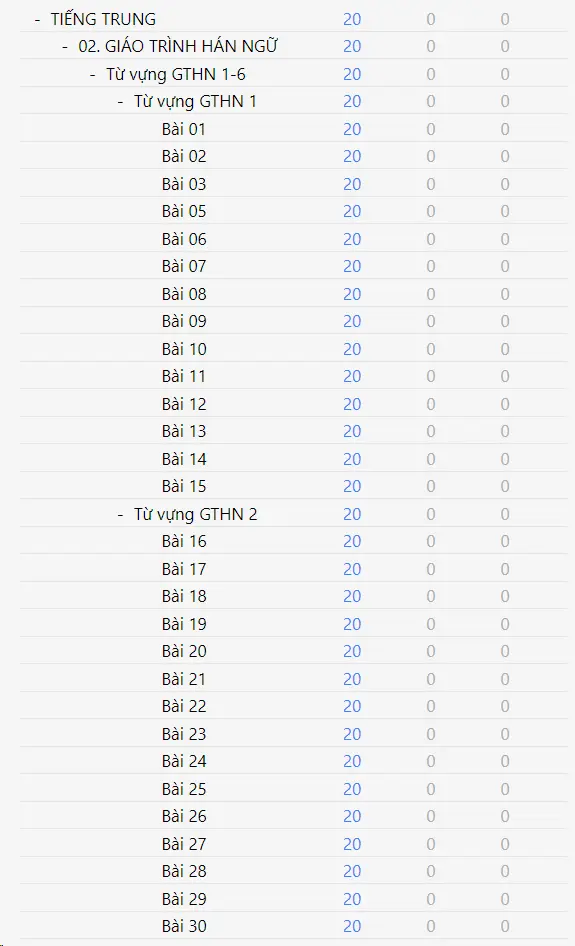 - TIẾNG TRUNG 20 0 0
- 02. GIÁO TRÌNH HÁN NGỮ 20 0 0
- Từ vựng GTHN 1-6 20 0 0
- Từ vựng GTHN 1 20 0 0
Bài 01 20 0 0
Bài 02 20 0 0
Bài 03 20 0 0
Bài 05 20 0 0
Bài 06 20 0 0
Bài 07 20 0 0
Bài 08 20 0 0
Bài 09 20 0 0
Bài 10 20 0 0
Bài 11 20 0 0
Bài 12 20 0 0
Bài 13 20 0 0
Bài 14 20 0 0
Bài 15 20 0 0
- Từ vựng GTHN 2 20 0 0
Bài 16 20 0 0
Bài 17 20 0 0
Bài 18 20 0 0
Bài 19 20 0 0
Bài 20 20 0 0
Bài 21 20 0 0
Bài 22 20 0 0
Bài 23 20 0 0
Bài 24 20 0 0
Bài 25 20 0 0
Bài 26 20 0 0
Bài 27 20 0 0
Bài 28 20 0 0
Bài 29 20 0 0
Bài 30 20 0 0